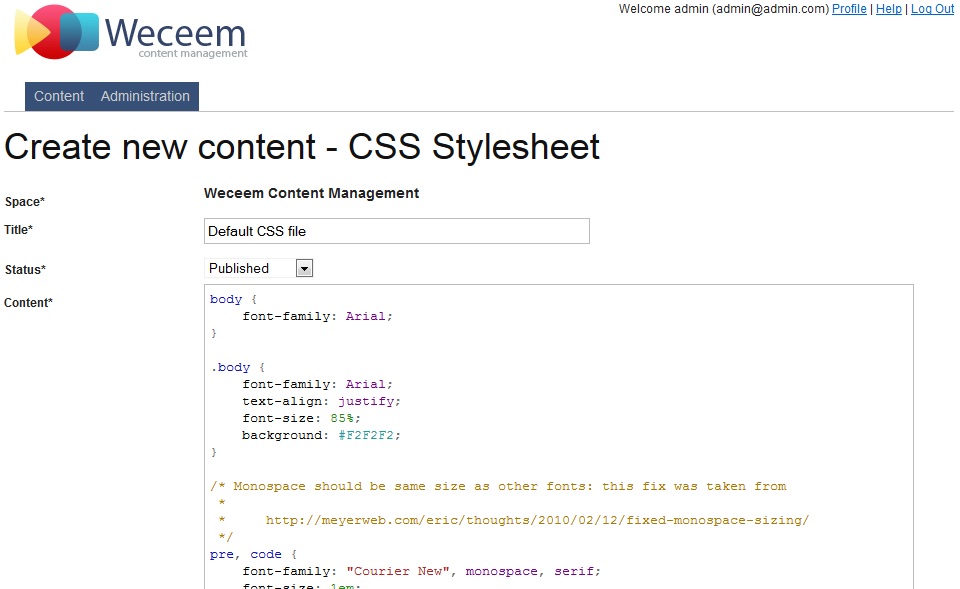 Welcome admin (admin@admin.com) Profile | Help | Log Out
Weceem
content management
Content Administration
Create new content - CSS Stylesheet
Space* Weceem Content Management
Title* Default CSS file
Status* Published
Content*
body {
    font-family: Arial;
}
.body {
    font-family: Arial;
    text-align: justify;
    font-size: 85%;
    background: #F2F2F2;
}
/* Monospace should be same size as other fonts: this fix was taken from
 *
 *     http://meyerweb.com/eric/thoughts/2010/02/12/fixed-monospace-sizing/
 */
pre, code {
    font-family: "Courier New", monospace, serif;
    font-size: 1em;